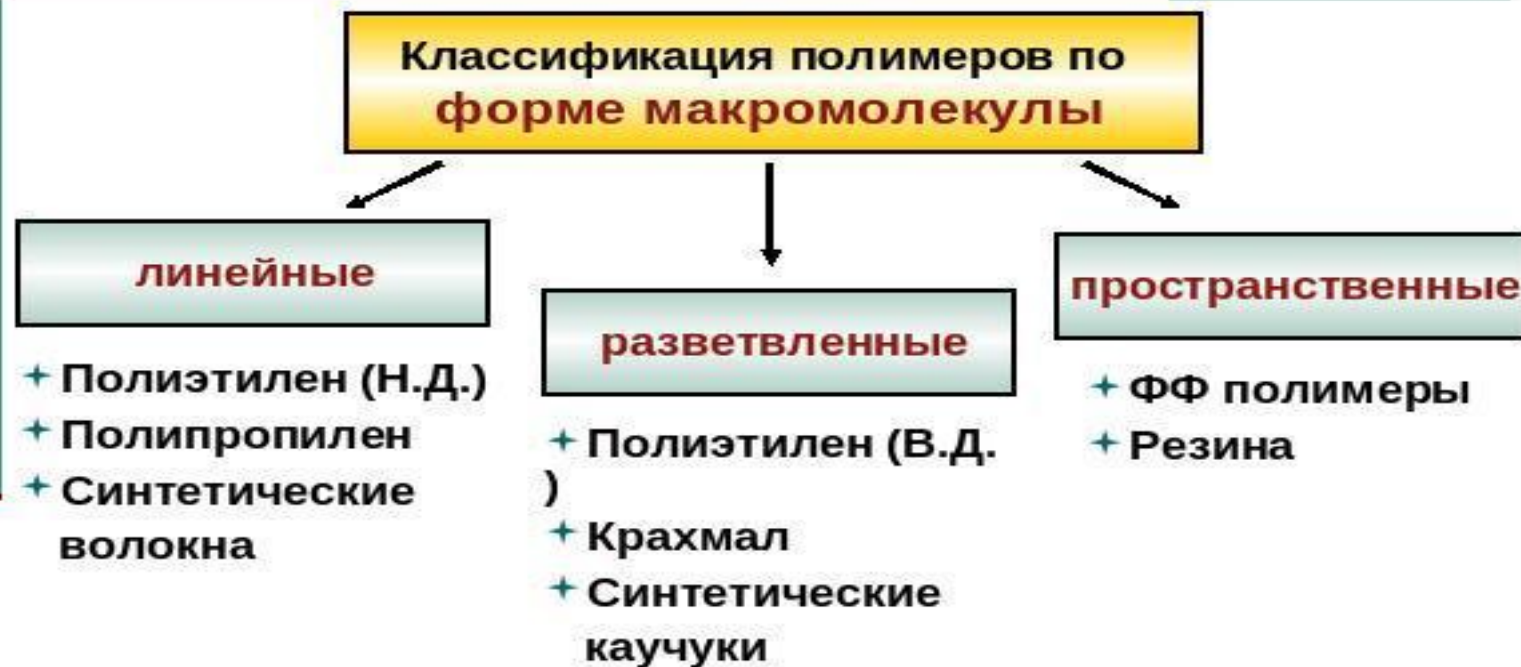 Классификация полимеров по
форме макромолекулы
линейные
Полиэтилен (Н.Д.)
Полипропилен
Синтетические
волокна
разветвленные
Полиэтилен (В.Д.
)
Крахмал
Синтетические
каучуки
пространственные
ФФ полимеры
Резина